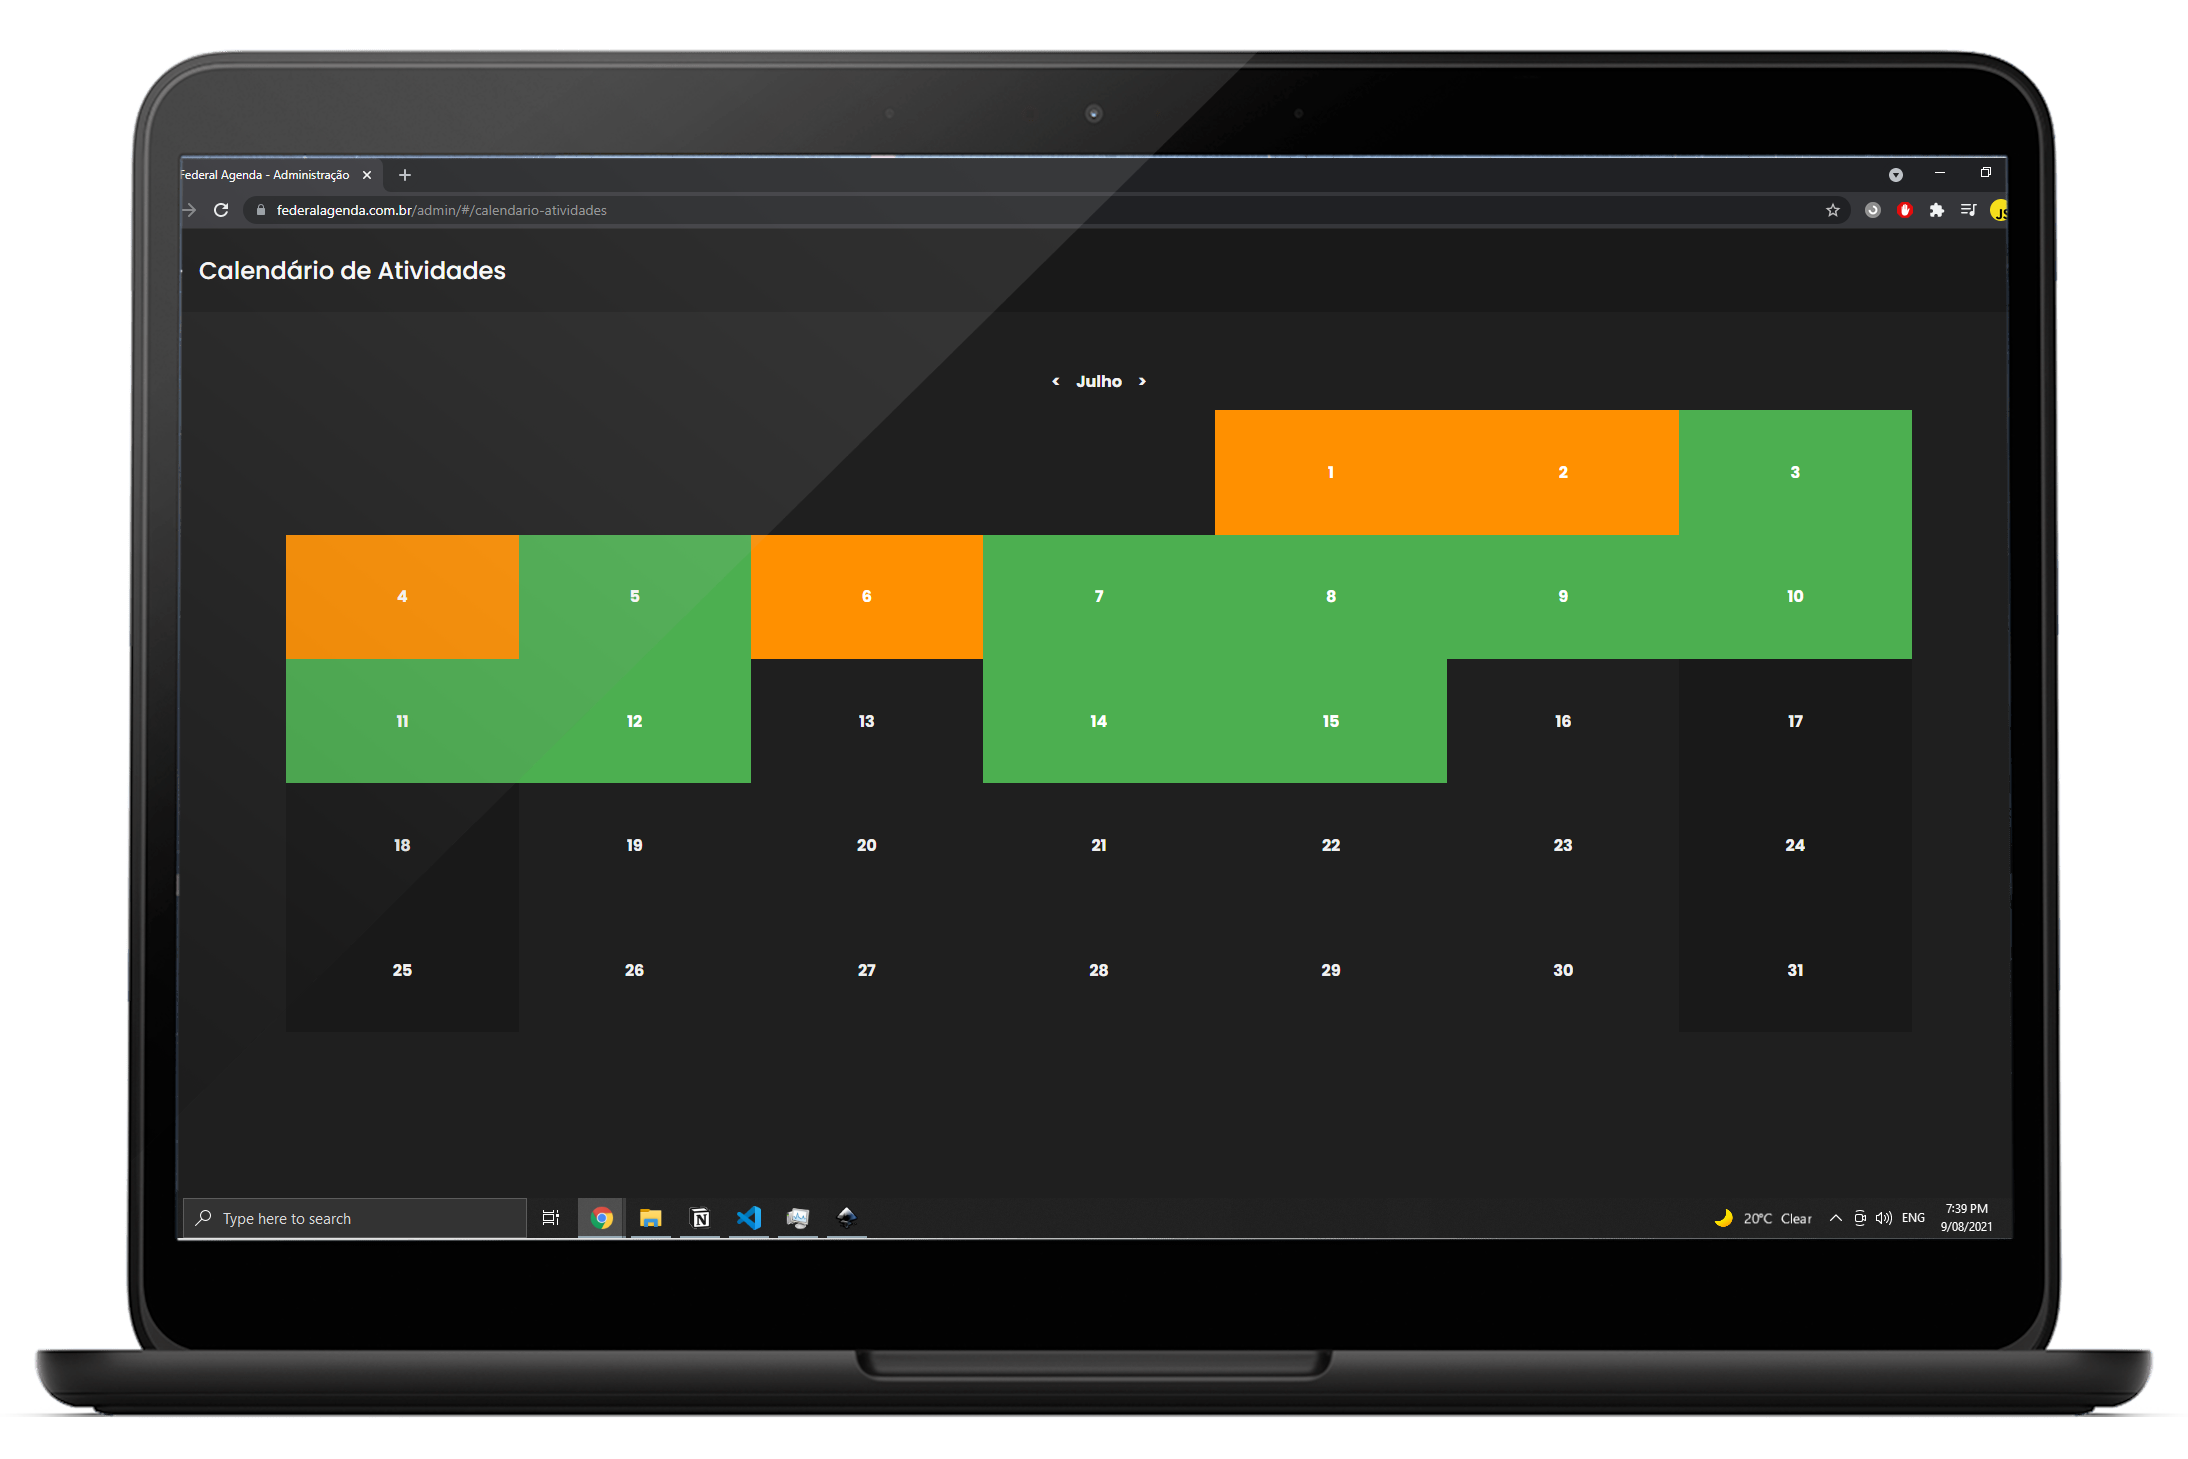 Federal Agenda - Administração
federalagenda.com.br/admin/#/calendario-atividades
JS
Calendário de Atividades
< Julho >
1 2 3
4 5 6 7 8 9 10
11 12 13 14 15 16 17
18 19 20 21 22 23 24
25 26 27 28 29 30 31
Type here to search
20°C Clear
ENG
7:39 PM
9/08/2021